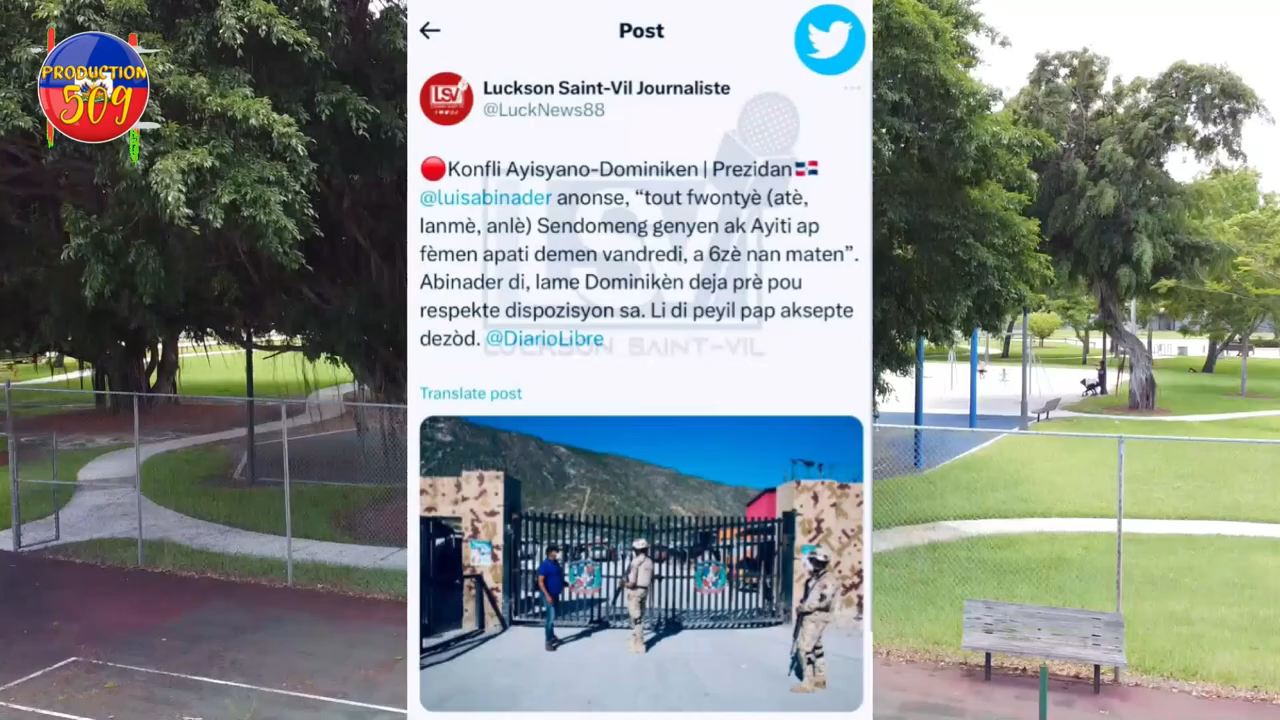 PRODUCTION
509
Post
LSV
Luckson Saint-Vil Journaliste
@LuckNews88
🔴Konfli Ayisyano-Dominiken | Prezidan🇩🇴
@luisabinader anonse, “tout fwontyè (atè,
lanmè, anlè) Sendomeng genyen ak Ayiti ap
fèmen apati demen vandredi, a 6zè nan maten”.
Abinader di, lame Dominikèn deja prè pou
respekte dispozisyon sa. Li di peyil pap aksepte
dezòd. @DiarioLibre
LUCKSON SAINT-VIL
Translate post